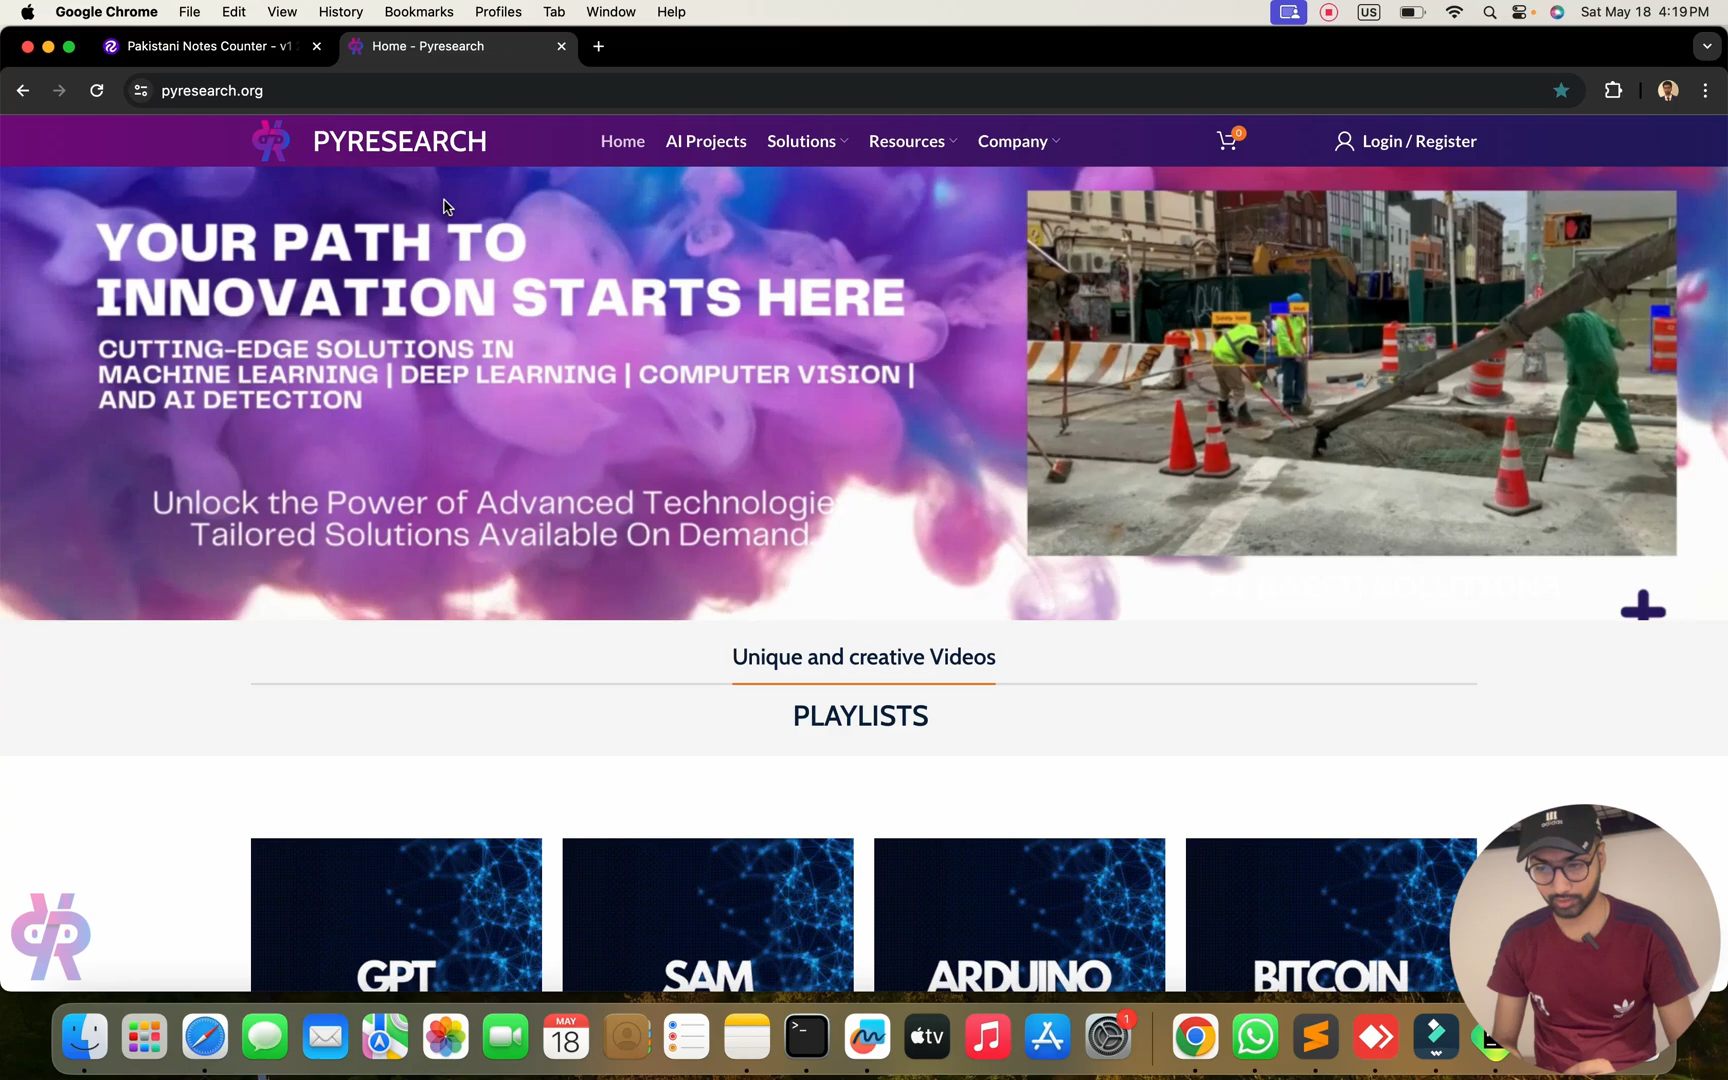 Google Chrome File Edit View History Bookmarks Profiles Tab Window Help US Sat May 18 4:19 PM
Pakistani Notes Counter - v1 Home - Pyresearch
pyresearch.org
PYRESEARCH Home AI Projects Solutions Resources Company 0 Login / Register
YOUR PATH TO
INNOVATION STARTS HERE
CUTTING-EDGE SOLUTIONS IN
MACHINE LEARNING | DEEP LEARNING | COMPUTER VISION |
AND AI DETECTION
Unlock the Power of Advanced Technologie
Tailored Solutions Available On Demand
Unique and creative Videos
PLAYLISTS
GPT SAM ARDUINO BITCOIN
MAY
18
tv
1